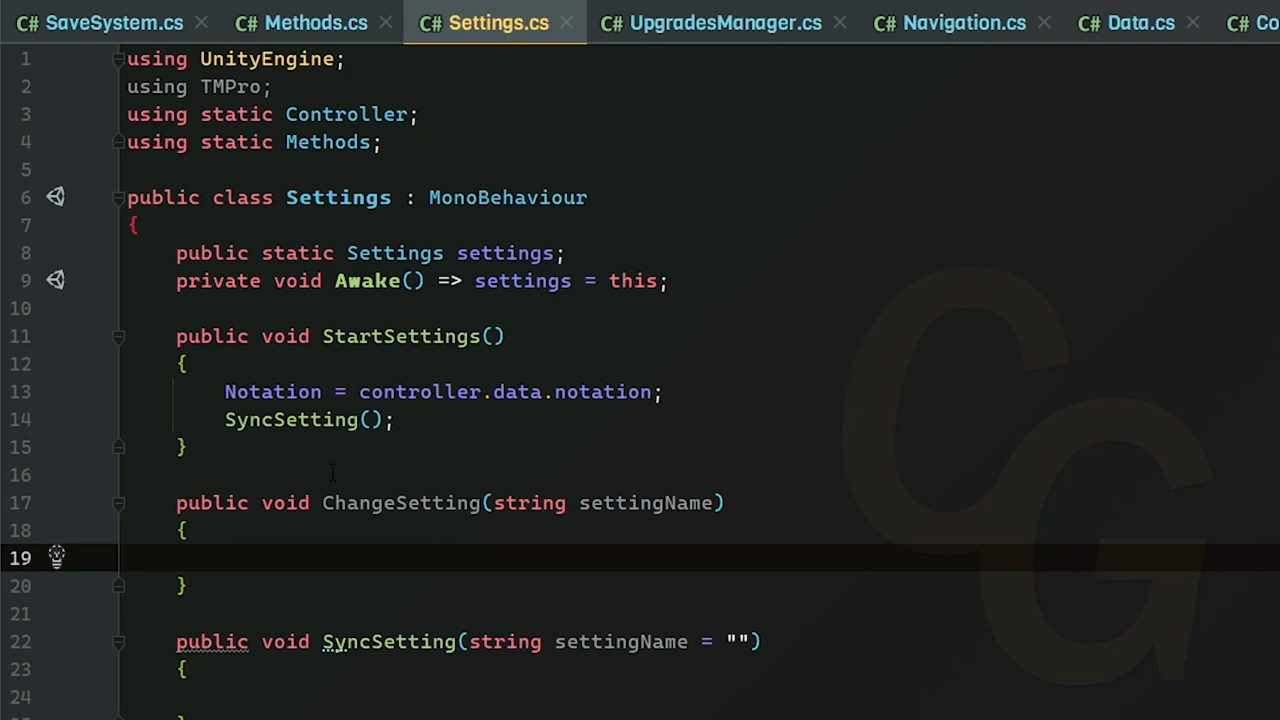 C# SaveSystem.cs C# Methods.cs C# Settings.cs C# UpgradesManager.cs C# Navigation.cs C# Data.cs C# Co
1 using UnityEngine;
2 using TMPro;
3 using static Controller;
4 using static Methods;
5
6 public class Settings : MonoBehaviour
7 {
8 public static Settings settings;
9 private void Awake() => settings = this;
10
11 public void StartSettings()
12 {
13 Notation = controller.data.notation;
14 SyncSetting();
15 }
16
17 public void ChangeSetting(string settingName)
18 {
19
20 }
21
22 public void SyncSetting(string settingName = "")
23 {
24
CG